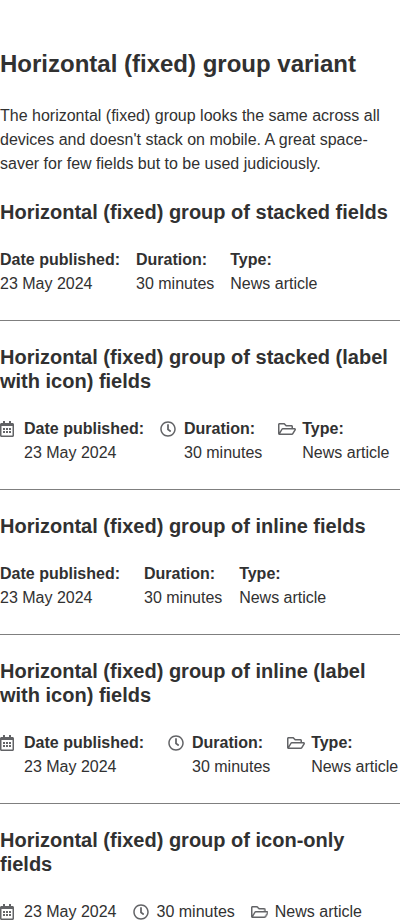 Horizontal (fixed) group variant
The horizontal (fixed) group looks the same across all
devices and doesn't stack on mobile. A great space-
saver for few fields but to be used judiciously.
Horizontal (fixed) group of stacked fields
Date published: Duration: Type:
23 May 2024 30 minutes News article
Horizontal (fixed) group of stacked (label
with icon) fields
Date published: Duration: Type:
23 May 2024 30 minutes News article
Horizontal (fixed) group of inline fields
Date published: Duration: Type:
23 May 2024 30 minutes News article
Horizontal (fixed) group of inline (label
with icon) fields
Date published: Duration: Type:
23 May 2024 30 minutes News article
Horizontal (fixed) group of icon-only
fields
23 May 2024 30 minutes News article